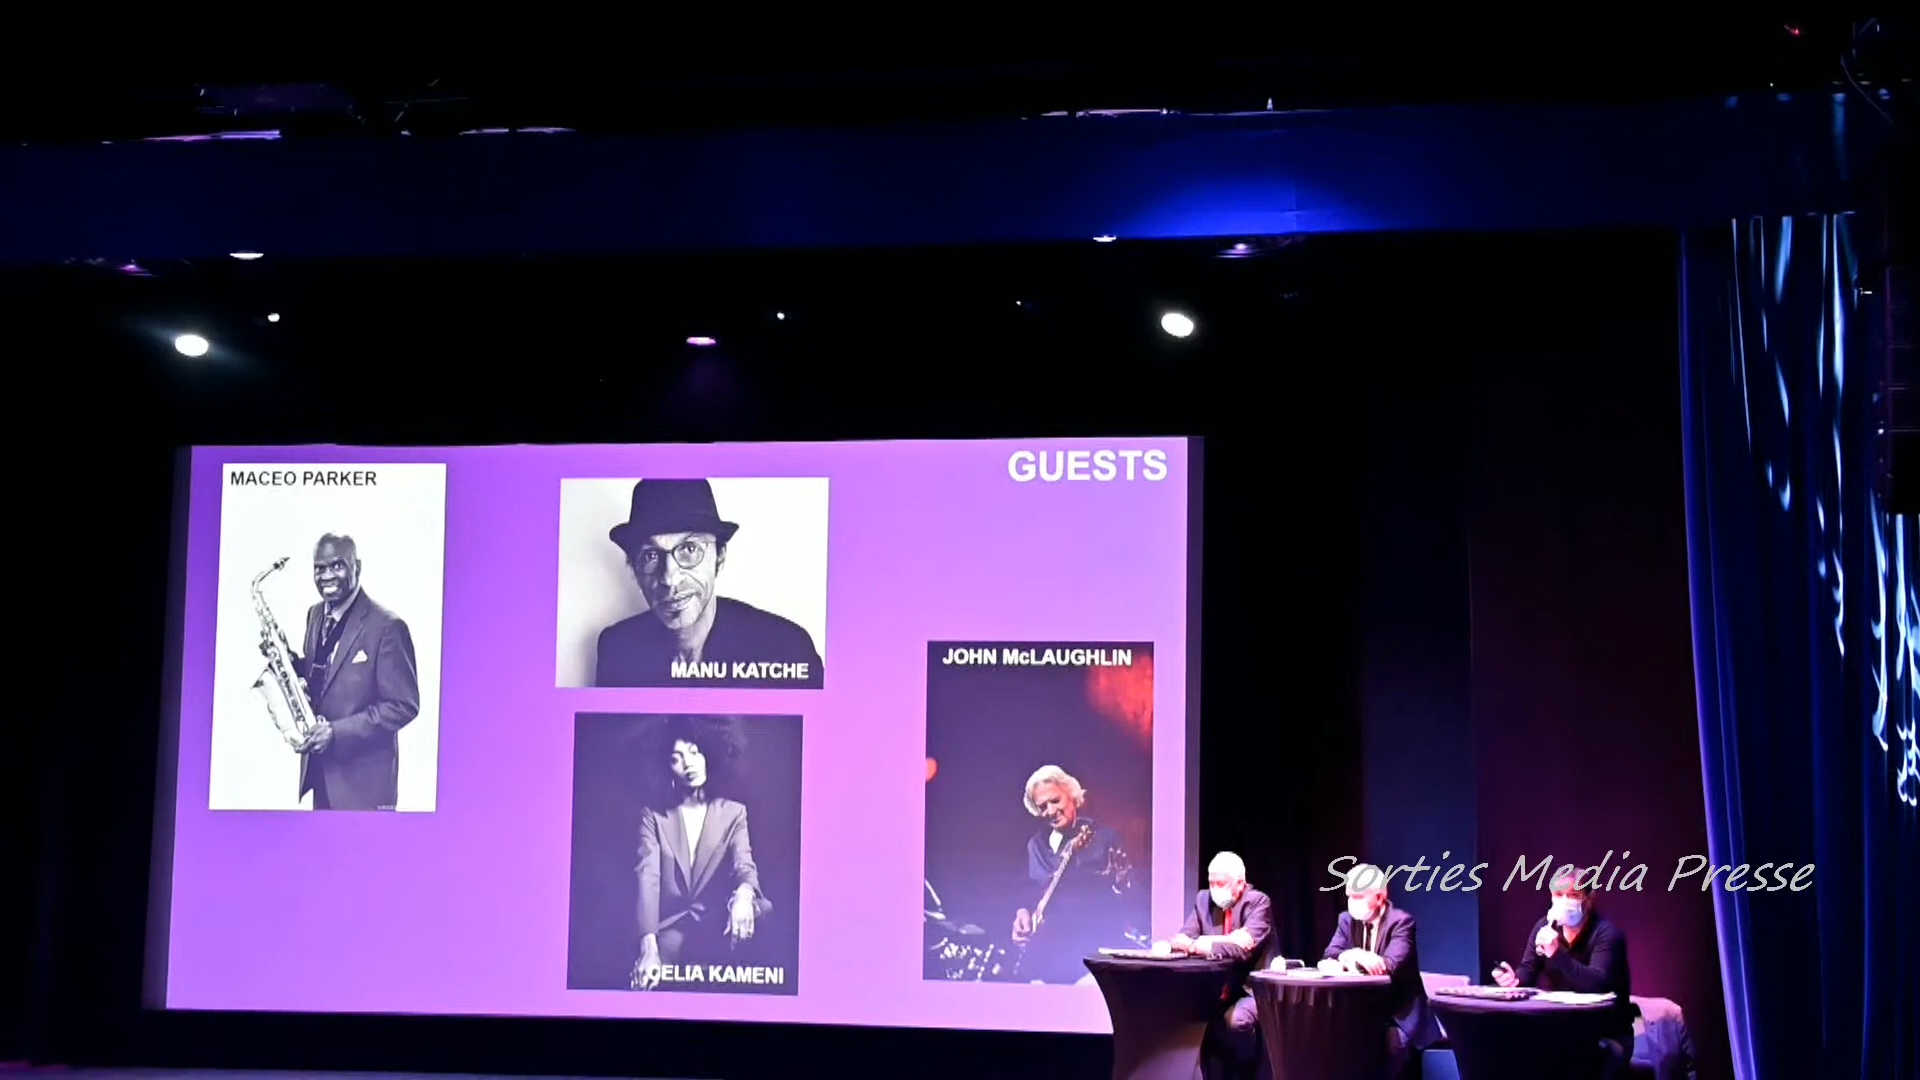 GUESTS
MACEO PARKER
MANU KATCHE
JOHN McLAUGHLIN
CELIA KAMENI
Sorties Media Presse